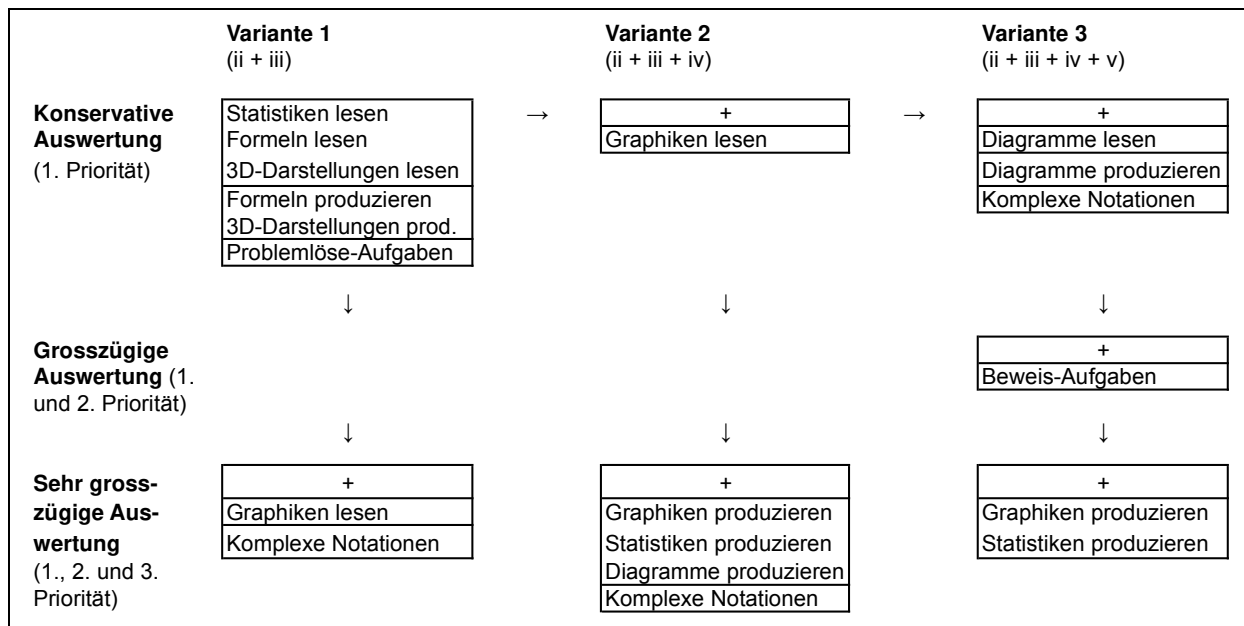 Variante 1
(ii + iii)
Variante 2
(ii + iii + iv)
Variante 3
(ii + iii + iv + v)
Konservative
Auswertung
(1. Priorität)
Statistiken lesen
Formeln lesen
3D-Darstellungen lesen
Formeln produzieren
3D-Darstellungen prod.
Problemlöse-Aufgaben
→
+
Graphiken lesen
→
+
Diagramme lesen
Diagramme produzieren
Komplexe Notationen
↓ ↓ ↓
Grosszügige
Auswertung (1.
und 2. Priorität)
+
Beweis-Aufgaben
↓ ↓ ↓
Sehr gross-
zügige Aus-
wertung
(1., 2. und 3.
Priorität)
+
Graphiken lesen
Komplexe Notationen
+
Graphiken produzieren
Statistiken produzieren
Diagramme produzieren
Komplexe Notationen
+
Graphiken produzieren
Statistiken produzieren